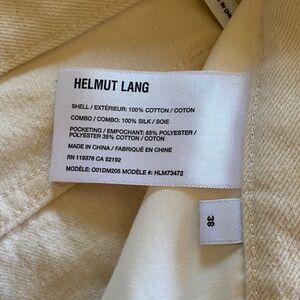 HELMUT LANG
SHELL / EXTÉRIEUR: 100% COTTON / COTON
COMBO / COMBO: 100% SILK / SOIE
POCKETING / EMPOCHANT: 65% POLYESTER /
POLYESTER 35% COTTON / COTON
MADE IN CHINA / FABRIQUÉ EN CHINE
RN 119376 CA 52192
MODÈLE: O01DM205 MODÈLE #: HLM73472
38